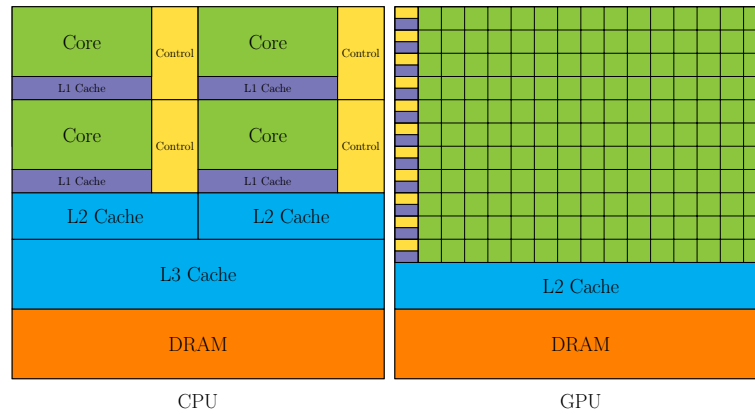 Core
Control
Core
Control
L1 Cache
L1 Cache
Core
Control
Core
Control
L1 Cache
L1 Cache
L2 Cache
L2 Cache
L3 Cache
DRAM
CPU
L2 Cache
DRAM
GPU